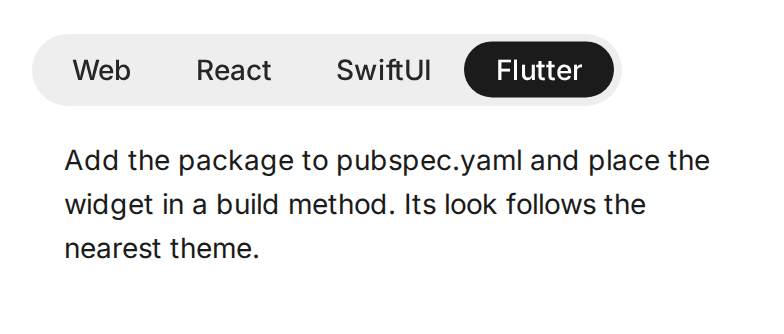 Web React SwiftUI Flutter
Add the package to pubspec.yaml and place the
widget in a build method. Its look follows the
nearest theme.